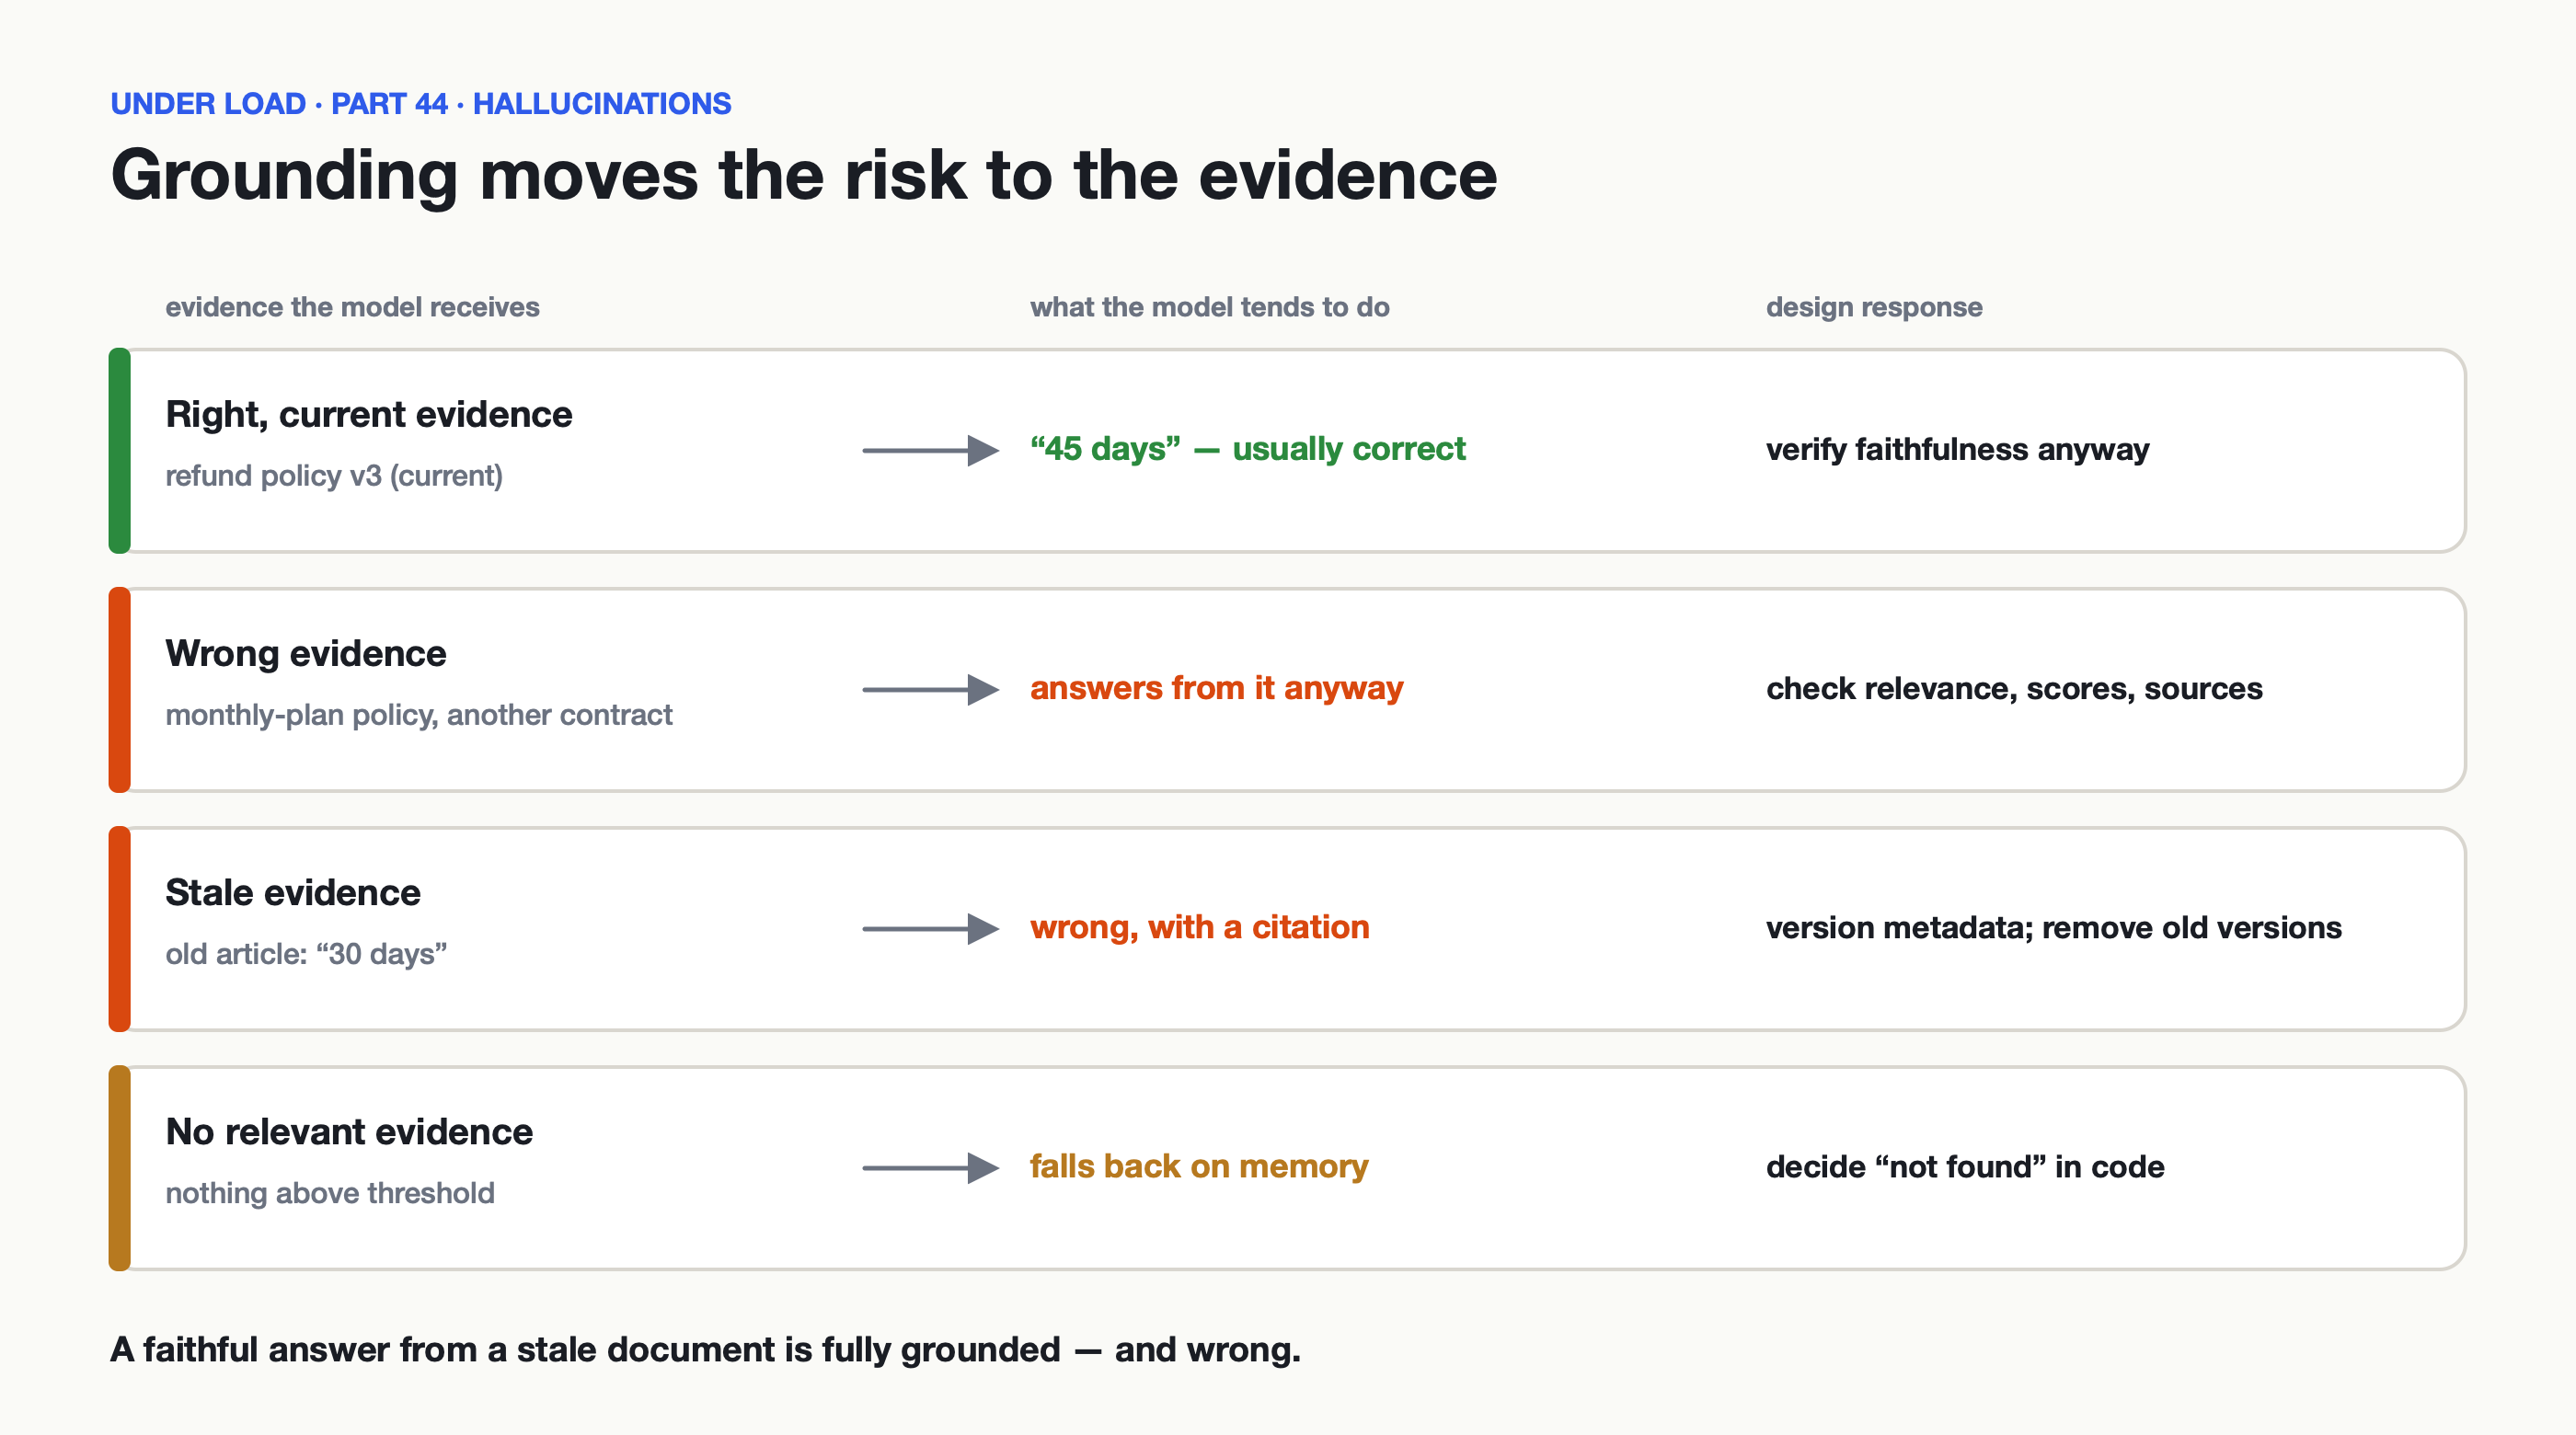 UNDER LOAD · PART 44 · HALLUCINATIONS
Grounding moves the risk to the evidence
evidence the model receives
what the model tends to do
design response
Right, current evidence
refund policy v3 (current)
“45 days” — usually correct
verify faithfulness anyway
Wrong evidence
monthly-plan policy, another contract
answers from it anyway
check relevance, scores, sources
Stale evidence
old article: “30 days”
wrong, with a citation
version metadata; remove old versions
No relevant evidence
nothing above threshold
falls back on memory
decide “not found” in code
A faithful answer from a stale document is fully grounded — and wrong.